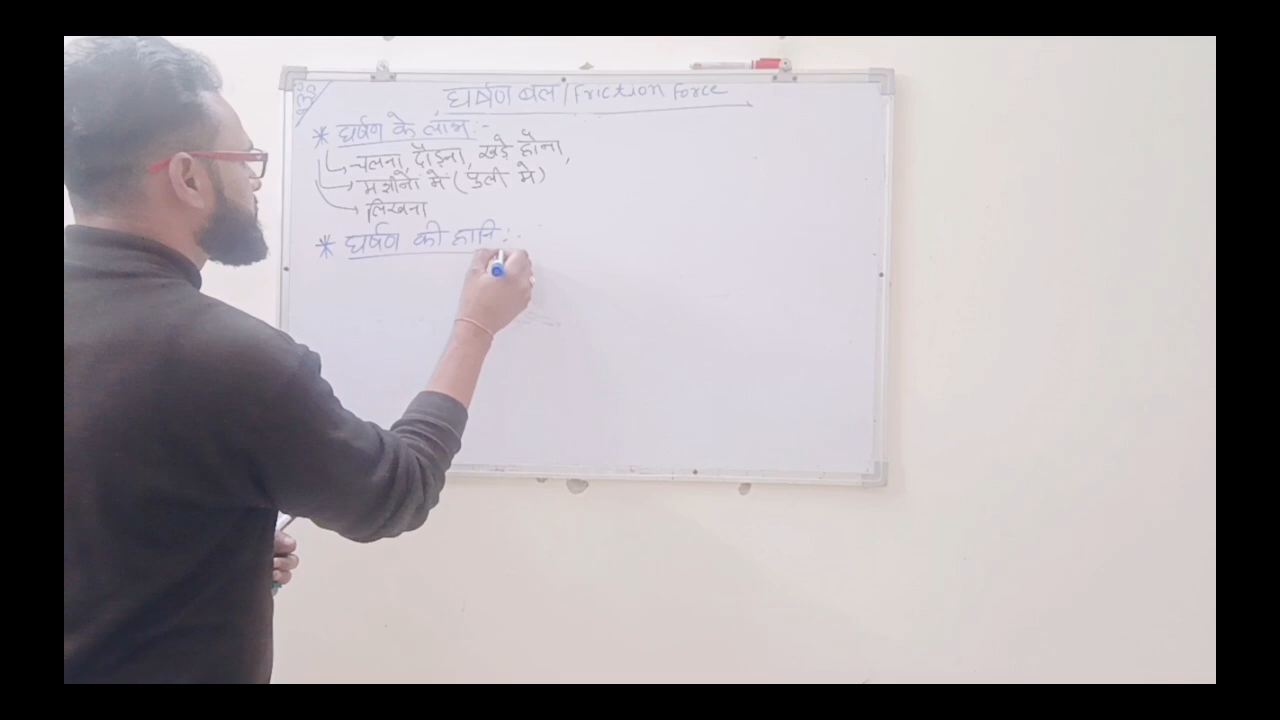 घर्षण बल / Friction Force
* घर्षण के लाभ :-
चलना, दौड़ना, खड़े होना,
मशीनों में (पुली में)
लिखना
* घर्षण की हानि :-